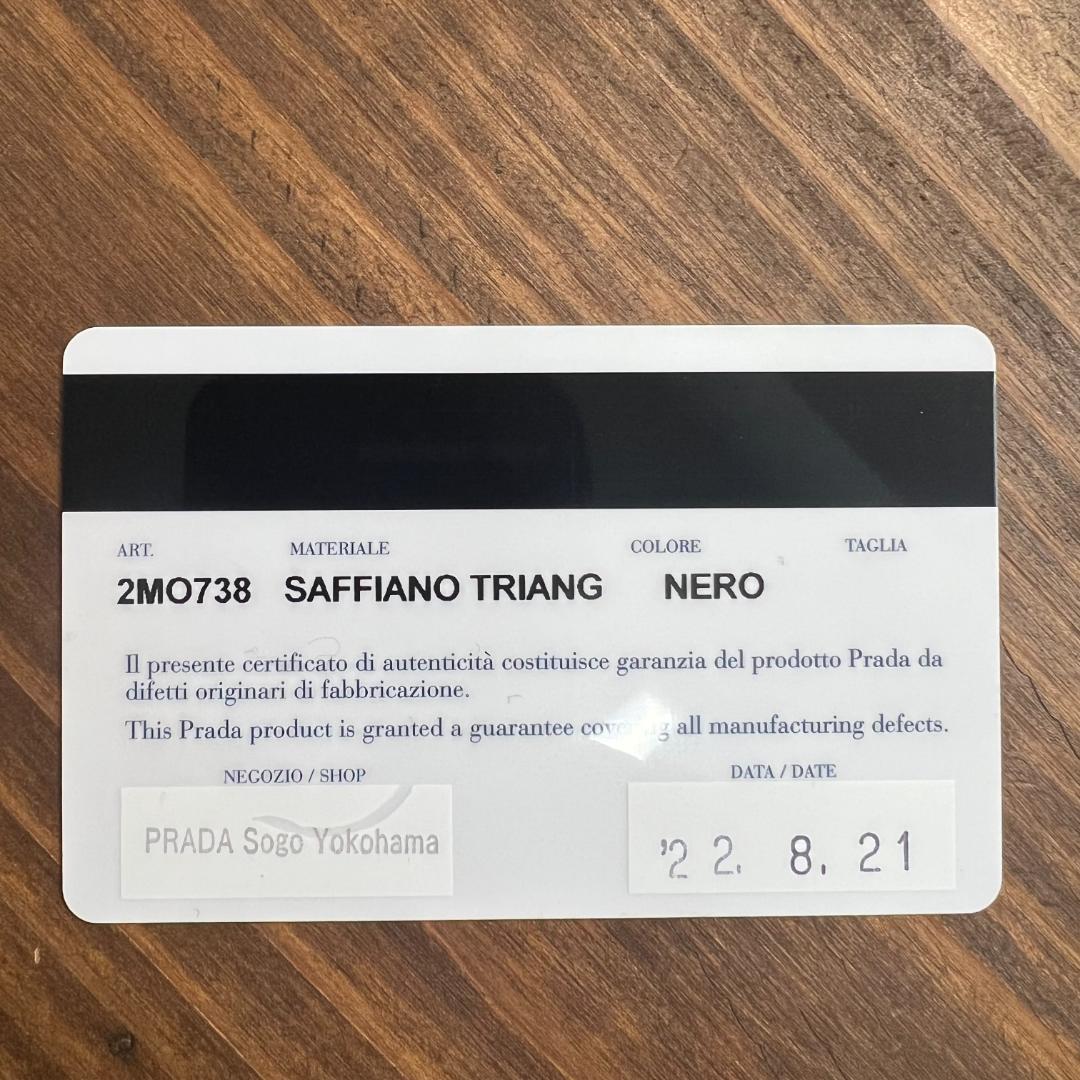 ART. MATERIALE COLORE TAGLIA
2MO738 SAFFIANO TRIANG NERO
Il presente certificato di autenticità costituisce garanzia del prodotto Prada da
difetti originari di fabbricazione.
This Prada product is granted a guarantee covering all manufacturing defects.
NEGOZIO / SHOP DATA / DATE
PRADA Sogo Yokohama '22. 8. 21